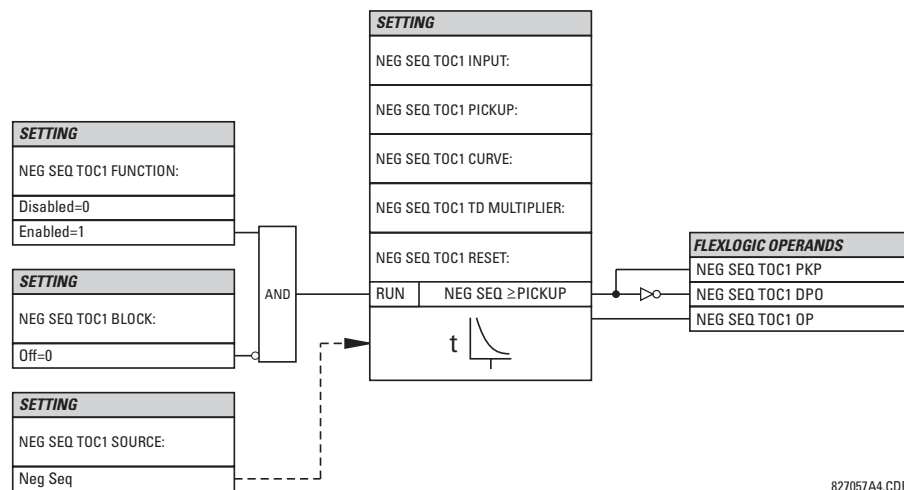 SETTING
NEG SEQ TOC1 FUNCTION:
Disabled=0
Enabled=1
SETTING
NEG SEQ TOC1 BLOCK:
Off=0
SETTING
NEG SEQ TOC1 SOURCE:
Neg Seq
AND
SETTING
NEG SEQ TOC1 INPUT:
NEG SEQ TOC1 PICKUP:
NEG SEQ TOC1 CURVE:
NEG SEQ TOC1 TD MULTIPLIER:
NEG SEQ TOC1 RESET:
RUN NEG SEQ ≥ PICKUP
t
FLEXLOGIC OPERANDS
NEG SEQ TOC1 PKP
NEG SEQ TOC1 DPO
NEG SEQ TOC1 OP
827057A4.CDR